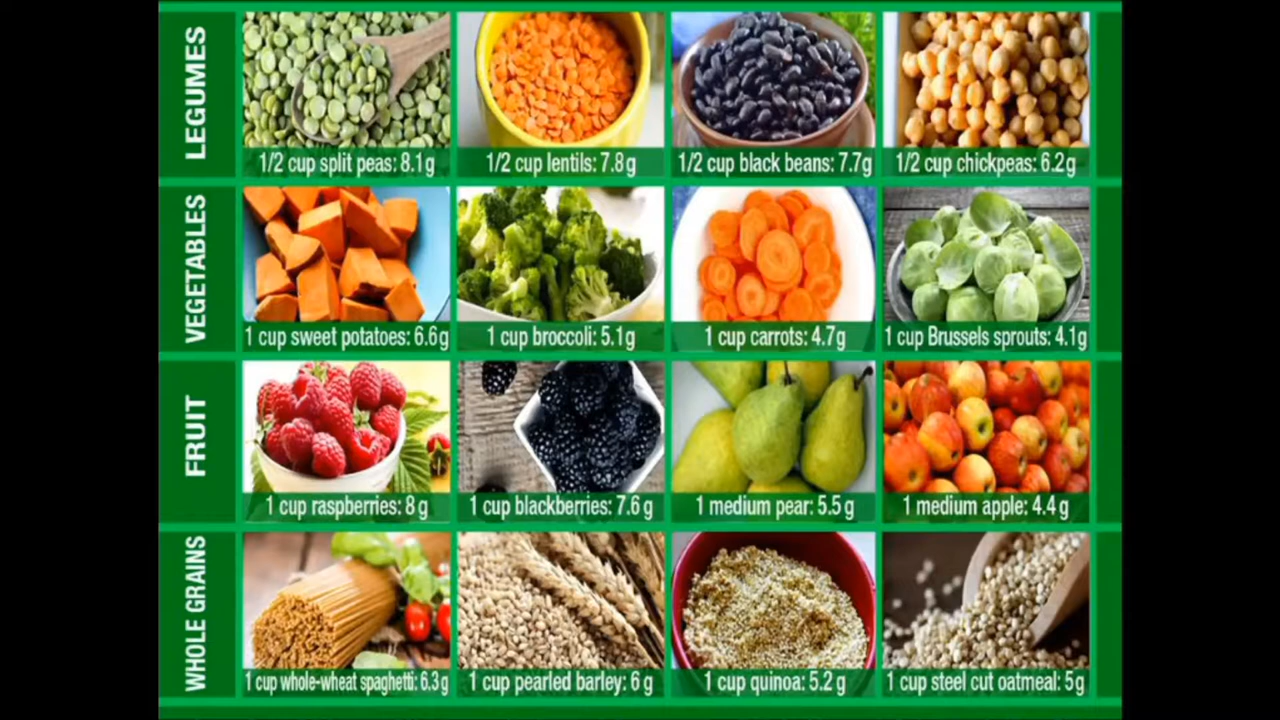 LEGUMES
1/2 cup split peas: 8.1g
1/2 cup lentils: 7.8g
1/2 cup black beans: 7.7g
1/2 cup chickpeas: 6.2g
VEGETABLES
1 cup sweet potatoes: 6.6g
1 cup broccoli: 5.1g
1 cup carrots: 4.7g
1 cup Brussels sprouts: 4.1g
FRUIT
1 cup raspberries: 8 g
1 cup blackberries: 7.6 g
1 medium pear: 5.5 g
1 medium apple: 4.4 g
WHOLE GRAINS
1 cup whole-wheat spaghetti: 6.3 g
1 cup pearled barley: 6 g
1 cup quinoa: 5.2 g
1 cup steel cut oatmeal: 5g